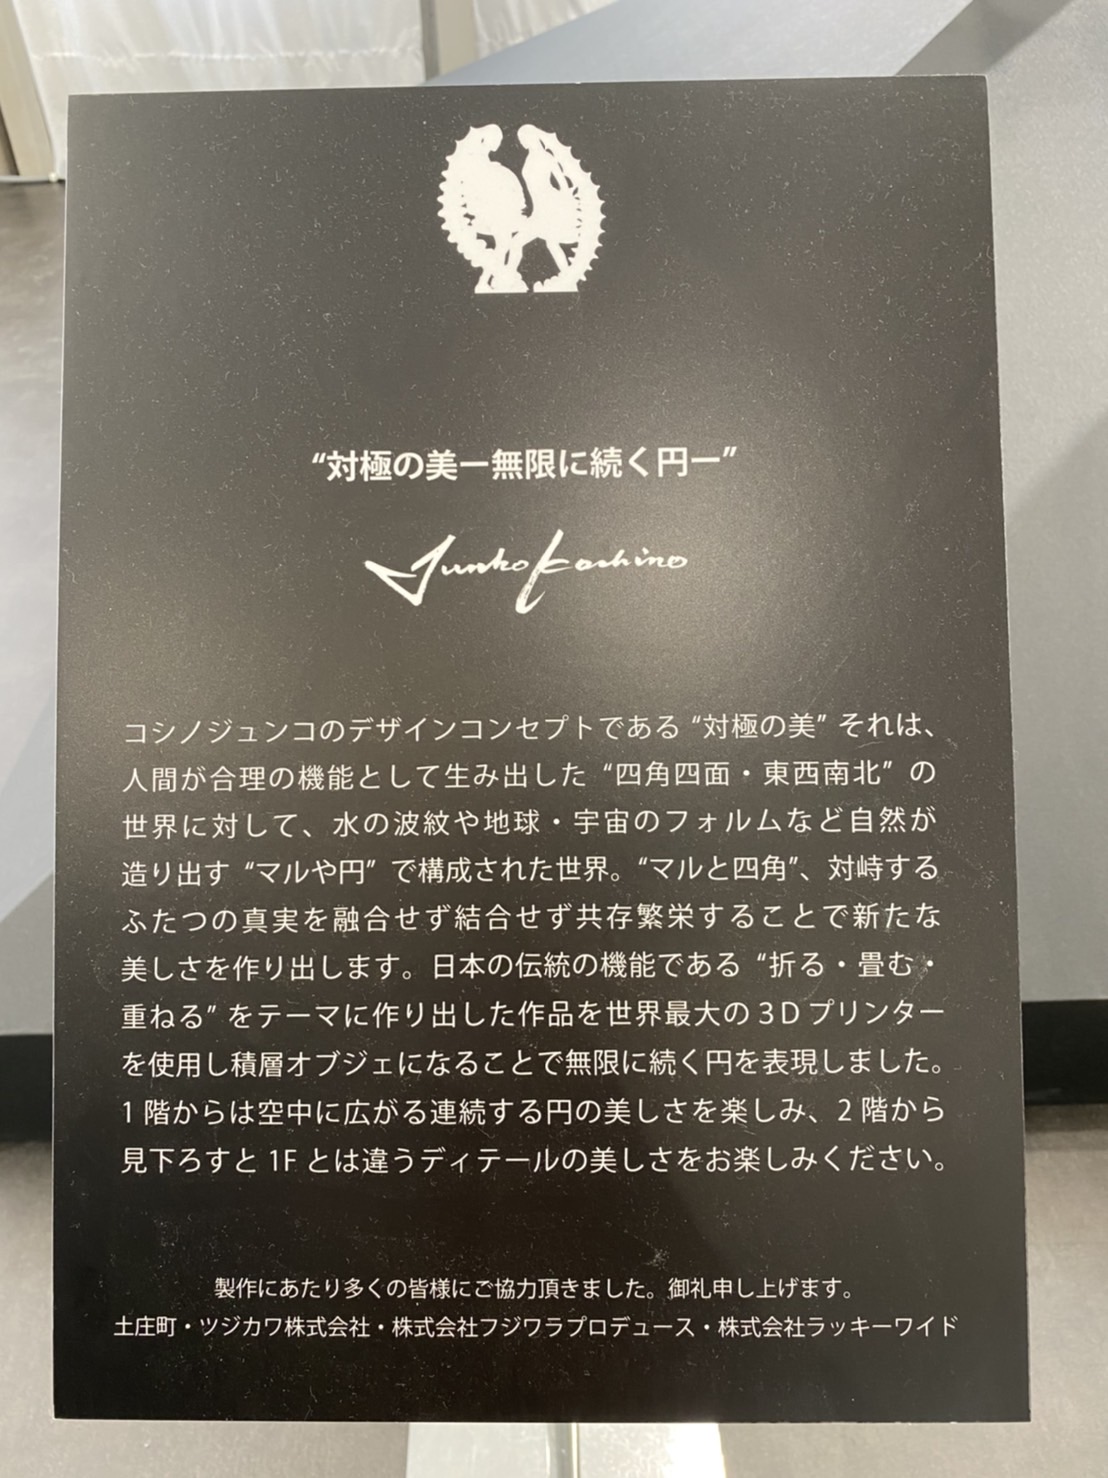 “対極の美ー無限に続く円ー”
Junko Koshino
コシノジュンコのデザインコンセプトである“対極の美”それは、
人間が合理の機能として生み出した“四角四面・東西南北”の
世界に対して、水の波紋や地球・宇宙のフォルムなど自然が
造り出す“マルや円”で構成された世界。“マルと四角”、対峙する
ふたつの真実を融合せず結合せず共存繁栄することで新たな
美しさを作り出します。日本の伝統の機能である“折る・畳む・
重ねる”をテーマに作り出した作品を世界最大の3Dプリンター
を使用し積層オブジェになることで無限に続く円を表現しました。
1階からは空中に広がる連続する円の美しさを楽しみ、2階から
見下ろすと1Fとは違うディテールの美しさをお楽しみください。
製作にあたり多くの皆様にご協力頂きました。御礼申し上げます。
土庄町・ツジカワ株式会社・株式会社フジワラプロデュース・株式会社ラッキーワイド